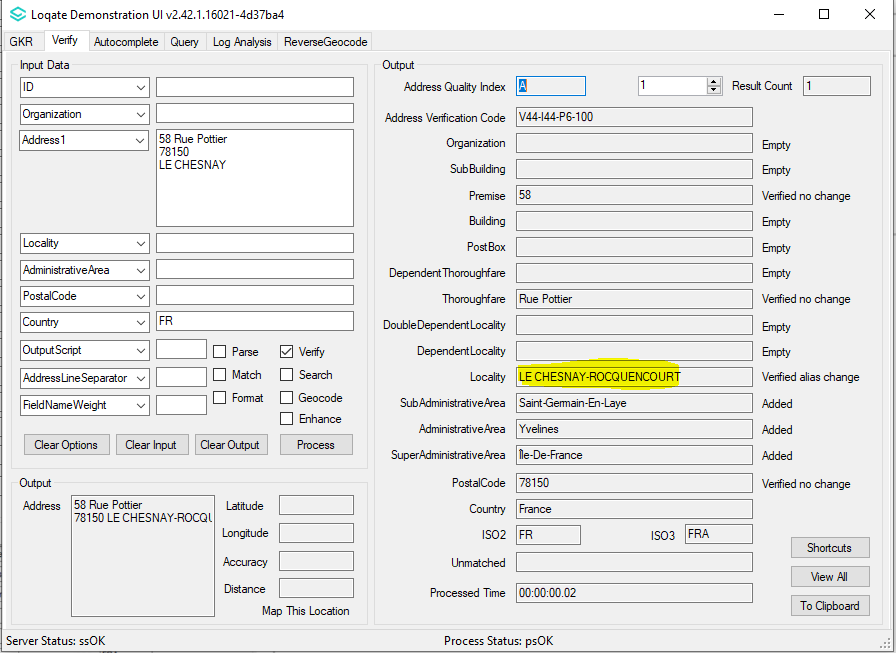 Loqate Demonstration UI v2.42.1.16021-4d37ba4
GKR Verify Autocomplete Query Log Analysis ReverseGeocode
Input Data
ID
Organization
Address1
58 Rue Pottier
78150
LE CHESNAY
Locality
AdministrativeArea
PostalCode
Country FR
OutputScript Parse Verify
AddressLineSeparator Match Search
FieldNameWeight Format Geocode
Enhance
Clear Options Clear Input Clear Output Process
Output
Address
58 Rue Pottier
78150 LE CHESNAY-ROCQU
Latitude
Longitude
Accuracy
Distance
Map This Location
Output
Address Quality Index A 1 Result Count 1
Address Verification Code V44-I44-P6-100
Organization Empty
SubBuilding Empty
Premise 58 Verified no change
Building Empty
PostBox Empty
DependentThoroughfare Empty
Thoroughfare Rue Pottier Verified no change
DoubleDependentLocality Empty
DependentLocality Empty
Locality LE CHESNAY-ROCQUENCOURT Verified alias change
SubAdministrativeArea Saint-Germain-En-Laye Added
AdministrativeArea Yvelines Added
SuperAdministrativeArea Île-De-France Added
PostalCode 78150 Verified no change
Country France
ISO2 FR ISO3 FRA
Unmatched
Processed Time 00:00:00.02
Shortcuts
View All
To Clipboard
Server Status: ssOK Process Status: psOK